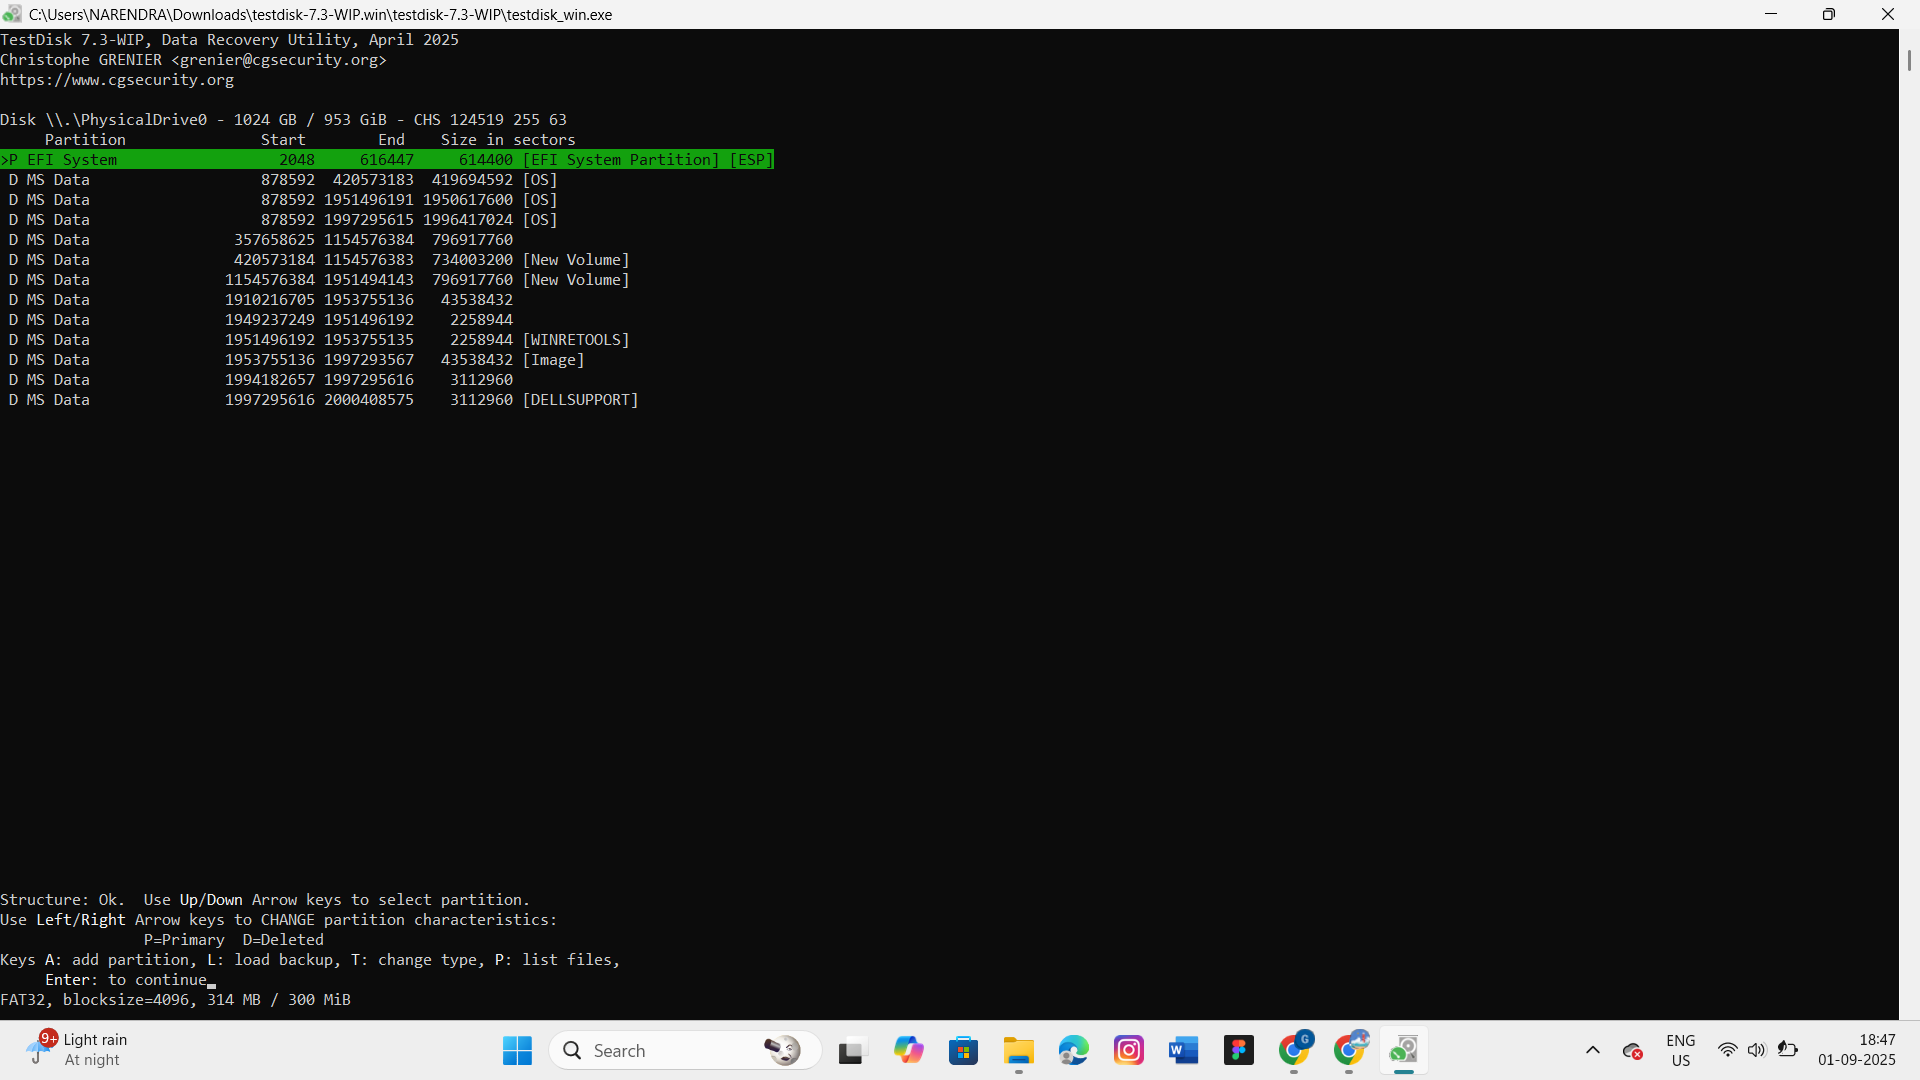 C:\Users\NARENDRA\Downloads\testdisk-7.3-WIP.win\testdisk-7.3-WIP\testdisk_win.exe
TestDisk 7.3-WIP, Data Recovery Utility, April 2025
Christophe GRENIER <grenier@cgsecurity.org>
https://www.cgsecurity.org
Disk \\.\PhysicalDrive0 - 1024 GB / 953 GiB - CHS 124519 255 63
     Partition               Start        End    Size in sectors
>P EFI System                  2048     616447     614400 [EFI System Partition] [ESP]
 D MS Data                   878592  420573183  419694592 [OS]
 D MS Data                   878592 1951496191 1950617600 [OS]
 D MS Data                   878592 1997295615 1996417024 [OS]
 D MS Data                357658625 1154576384  796917760
 D MS Data                420573184 1154576383  734003200 [New Volume]
 D MS Data               1154576384 1951494143  796917760 [New Volume]
 D MS Data               1910216705 1953755136   43538432
 D MS Data               1949237249 1951496192    2258944
 D MS Data               1951496192 1953755135    2258944 [WINRETOOLS]
 D MS Data               1953755136 1997293567   43538432 [Image]
 D MS Data               1994182657 1997295616    3112960
 D MS Data               1997295616 2000408575    3112960 [DELLSUPPORT]
Structure: Ok.  Use Up/Down Arrow keys to select partition.
Use Left/Right Arrow keys to CHANGE partition characteristics:
                P=Primary  D=Deleted
Keys A: add partition, L: load backup, T: change type, P: list files,
     Enter: to continue
FAT32, blocksize=4096, 314 MB / 300 MiB
9+
Light rain
At night
Search
W
G
ENG
US
18:47
01-09-2025